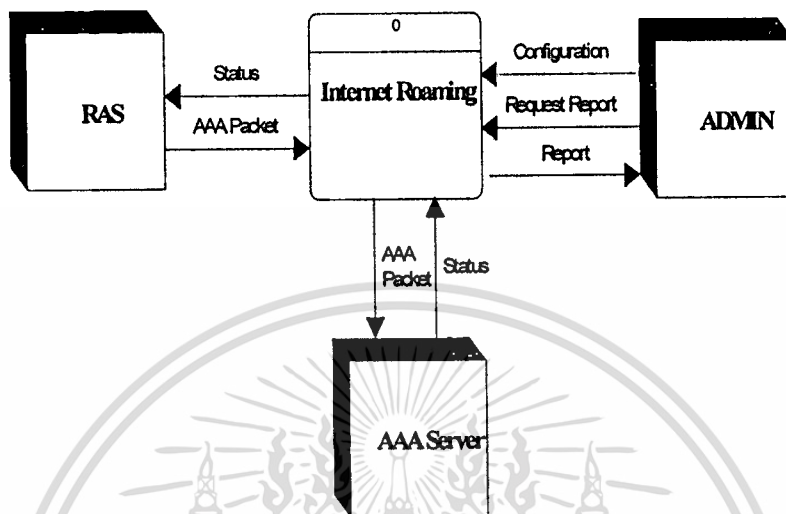 0
Internet Roaming
RAS
Status
AAA Packet
Configuration
Request Report
Report
ADMIN
AAA
Packet
Status
AAA Server